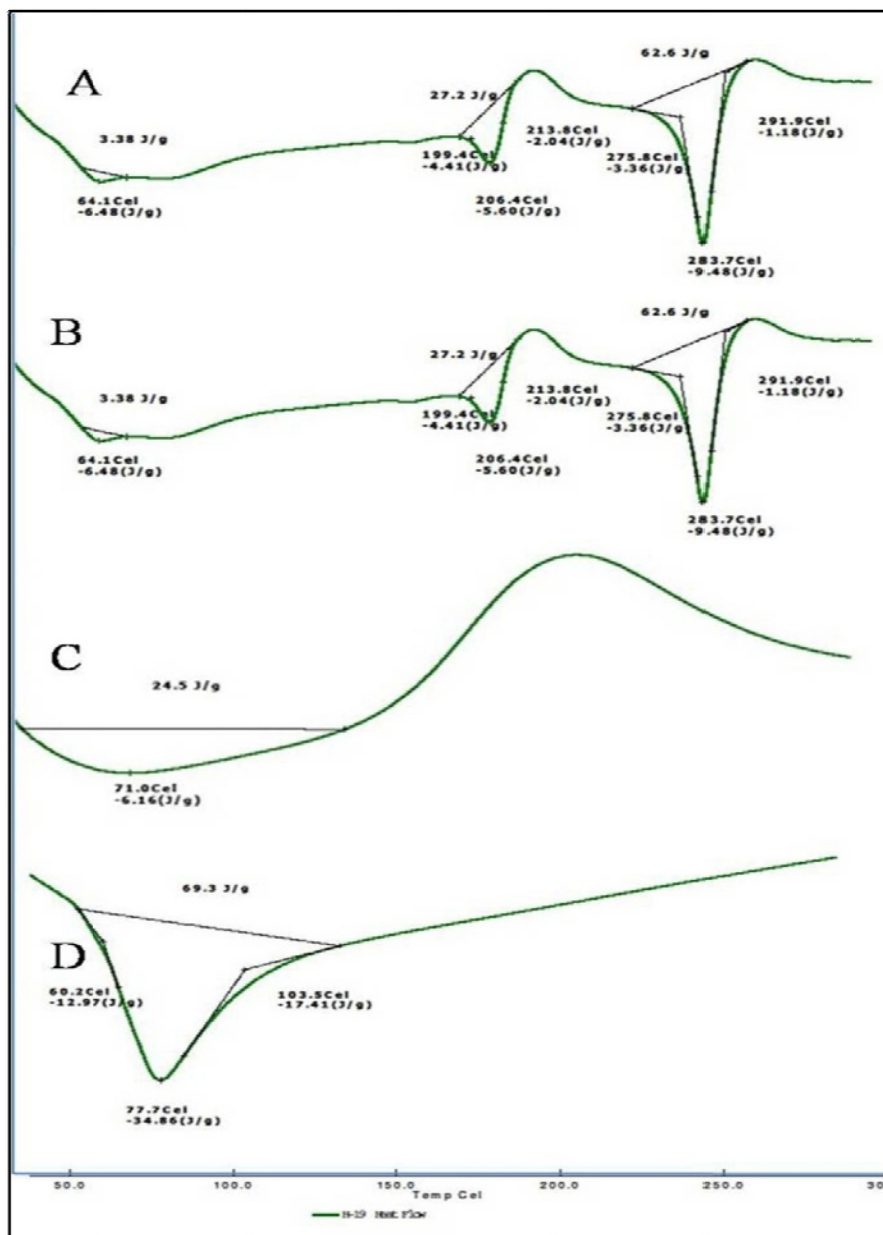 A
62.6 J/g
27.2 J/g
3.38 J/g
213.8Cel
-2.04(J/g)
291.9Cel
-1.18(J/g)
199.4Cel
-4.41(J/g)
275.8Cel
-3.36(J/g)
64.1Cel
-6.48(J/g)
206.4Cel
-5.60(J/g)
283.7Cel
-9.48(J/g)
B
62.6 J/g
27.2 J/g
3.38 J/g
213.8Cel
-2.04(J/g)
291.9Cel
-1.18(J/g)
199.4Cel
-4.41(J/g)
275.8Cel
-3.36(J/g)
64.1Cel
-6.48(J/g)
206.4Cel
-5.60(J/g)
283.7Cel
-9.48(J/g)
C
24.5 J/g
71.0Cel
-6.16(J/g)
69.3 J/g
D
60.2Cel
-12.97(J/g)
103.5Cel
-17.41(J/g)
77.7Cel
-34.86(J/g)
50.0 100.0 150.0 200.0 250.0 30
Temp Cel
Heat Flow